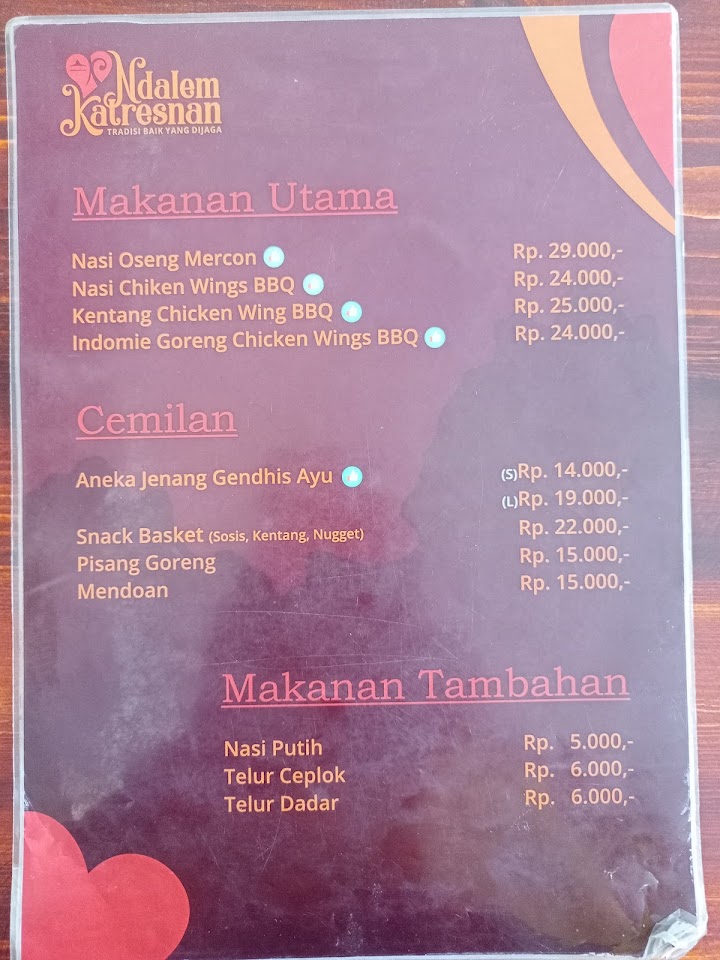 Ndalem
Katresnan
TRADISI BAIK YANG DIJAGA
Makanan Utama
Nasi Oseng Mercon Rp. 29.000,-
Nasi Chiken Wings BBQ Rp. 24.000,-
Kentang Chicken Wing BBQ Rp. 25.000,-
Indomie Goreng Chicken Wings BBQ Rp. 24.000,-
Cemilan
Aneka Jenang Gendhis Ayu (S)Rp. 14.000,-
(L)Rp. 19.000,-
Snack Basket (Sosis, Kentang, Nugget) Rp. 22.000,-
Pisang Goreng Rp. 15.000,-
Mendoan Rp. 15.000,-
Makanan Tambahan
Nasi Putih Rp. 5.000,-
Telur Ceplok Rp. 6.000,-
Telur Dadar Rp. 6.000,-